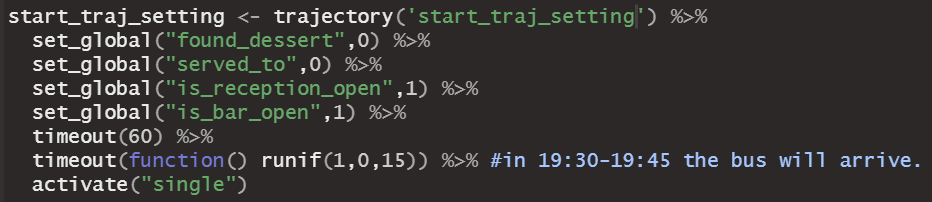 start_traj_setting <- trajectory('start_traj_setting') %>%
  set_global("found_dessert",0) %>%
  set_global("served_to",0) %>%
  set_global("is_reception_open",1) %>%
  set_global("is_bar_open",1) %>%
  timeout(60) %>%
  timeout(function() runif(1,0,15)) %>% #in 19:30-19:45 the bus will arrive.
  activate("single")